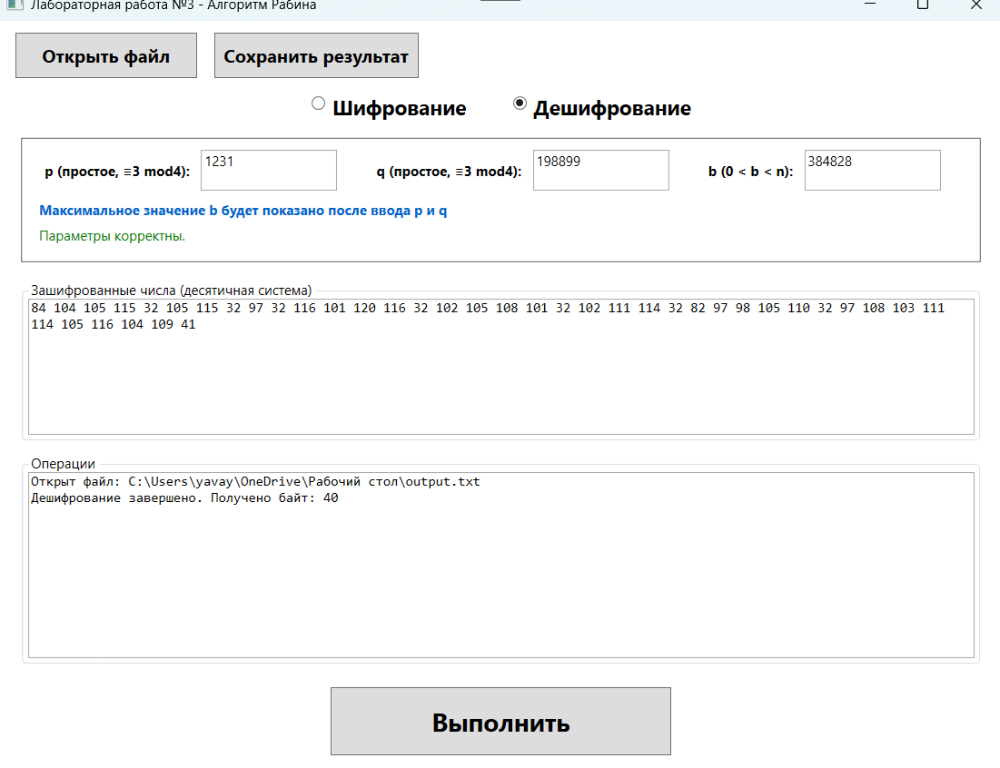 Лабораторная работа №3 - Алгоритм Рабина
Открыть файл Сохранить результат
Шифрование Дешифрование
p (простое, ≡3 mod4): 1231 q (простое, ≡3 mod4): 198899 b (0 < b < n): 384828
Максимальное значение b будет показано после ввода p и q
Параметры корректны.
Зашифрованные числа (десятичная система)
84 104 105 115 32 105 115 32 97 32 116 101 120 116 32 102 105 108 101 32 102 111 114 32 82 97 98 105 110 32 97 108 103 111
114 105 116 104 109 41
Операции
Открыт файл: C:\Users\yavay\OneDrive\Рабочий стол\output.txt
Дешифрование завершено. Получено байт: 40
Выполнить